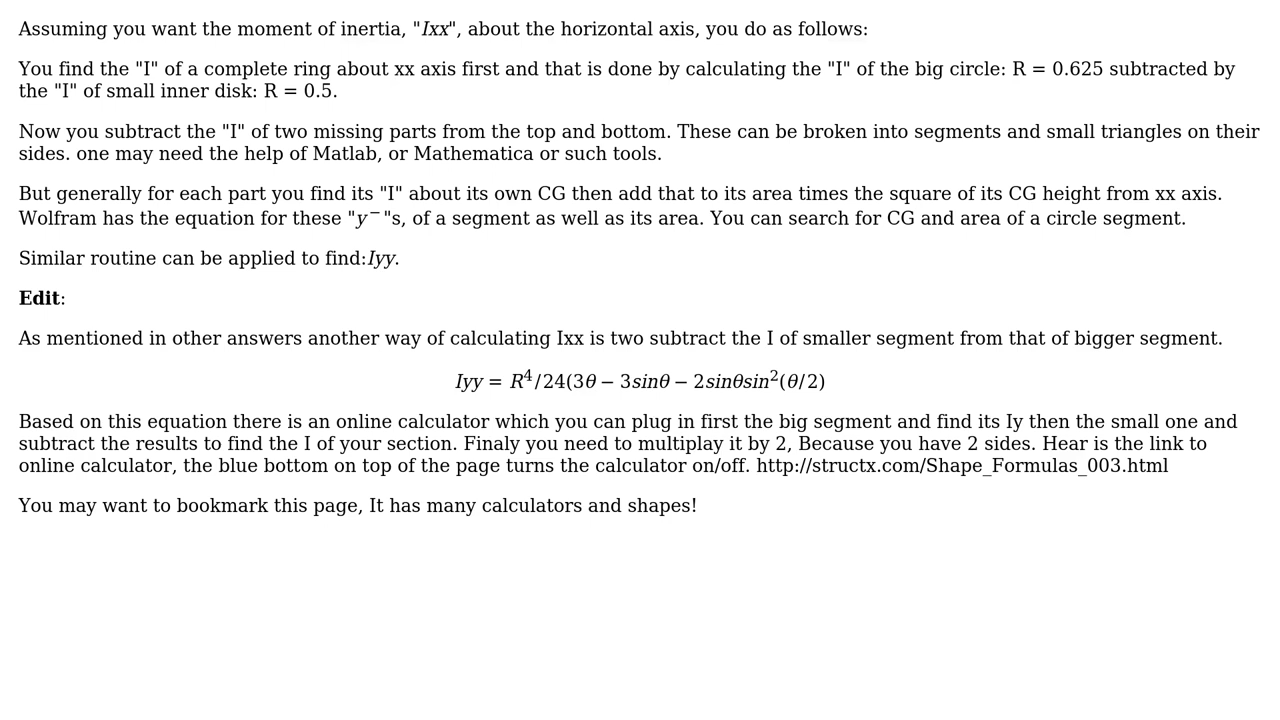 Assuming you want the moment of inertia, "Ixx", about the horizontal axis, you do as follows:
You find the "I" of a complete ring about xx axis first and that is done by calculating the "I" of the big circle: R = 0.625 subtracted by
the "I" of small inner disk: R = 0.5.
Now you subtract the "I" of two missing parts from the top and bottom. These can be broken into segments and small triangles on their
sides. one may need the help of Matlab, or Mathematica or such tools.
But generally for each part you find its "I" about its own CG then add that to its area times the square of its CG height from xx axis.
Wolfram has the equation for these "y⁻"s, of a segment as well as its area. You can search for CG and area of a circle segment.
Similar routine can be applied to find:Iyy.
Edit:
As mentioned in other answers another way of calculating Ixx is two subtract the I of smaller segment from that of bigger segment.
Iyy = R⁴/24(3θ − 3sinθ − 2sinθsin²(θ/2)
Based on this equation there is an online calculator which you can plug in first the big segment and find its Iy then the small one and
subtract the results to find the I of your section. Finaly you need to multiplay it by 2, Because you have 2 sides. Hear is the link to
online calculator, the blue bottom on top of the page turns the calculator on/off. http://structx.com/Shape_Formulas_003.html
You may want to bookmark this page, It has many calculators and shapes!